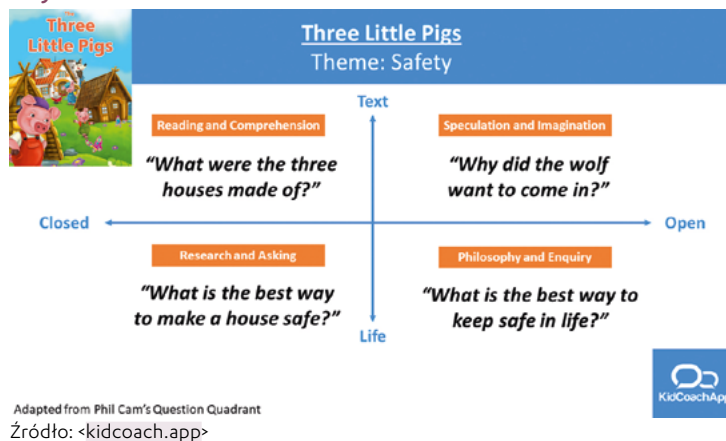 Three
Little Pigs
Three Little Pigs
Theme: Safety
Text
Reading and Comprehension
Speculation and Imagination
“What were the three
houses made of?”
“Why did the wolf
want to come in?”
Closed
Open
Research and Asking
Philosophy and Enquiry
“What is the best way
to make a house safe?”
“What is the best way to
keep safe in life?”
Life
KidCoachApp
Adapted from Phil Cam’s Question Quadrant
Źródło: <kidcoach.app>